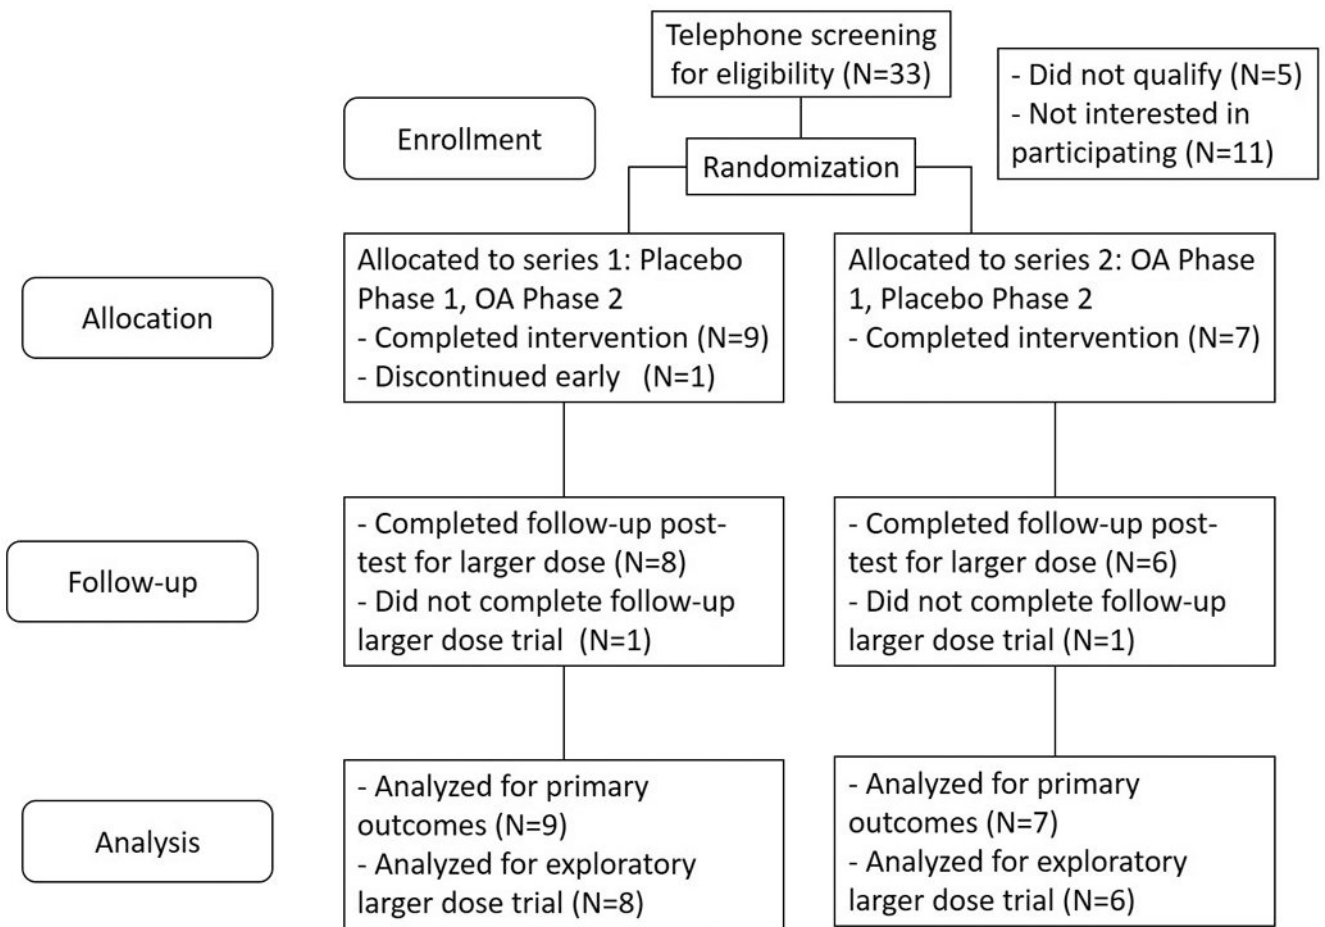 Telephone screening
for eligibility (N=33)
- Did not qualify (N=5)
- Not interested in
participating (N=11)
Enrollment
Randomization
Allocation
Allocated to series 1: Placebo
Phase 1, OA Phase 2
- Completed intervention (N=9)
- Discontinued early (N=1)
Allocated to series 2: OA Phase
1, Placebo Phase 2
- Completed intervention (N=7)
Follow-up
- Completed follow-up post-
test for larger dose (N=8)
- Did not complete follow-up
larger dose trial (N=1)
- Completed follow-up post-
test for larger dose (N=6)
- Did not complete follow-up
larger dose trial (N=1)
Analysis
- Analyzed for primary
outcomes (N=9)
- Analyzed for exploratory
larger dose trial (N=8)
- Analyzed for primary
outcomes (N=7)
- Analyzed for exploratory
larger dose trial (N=6)